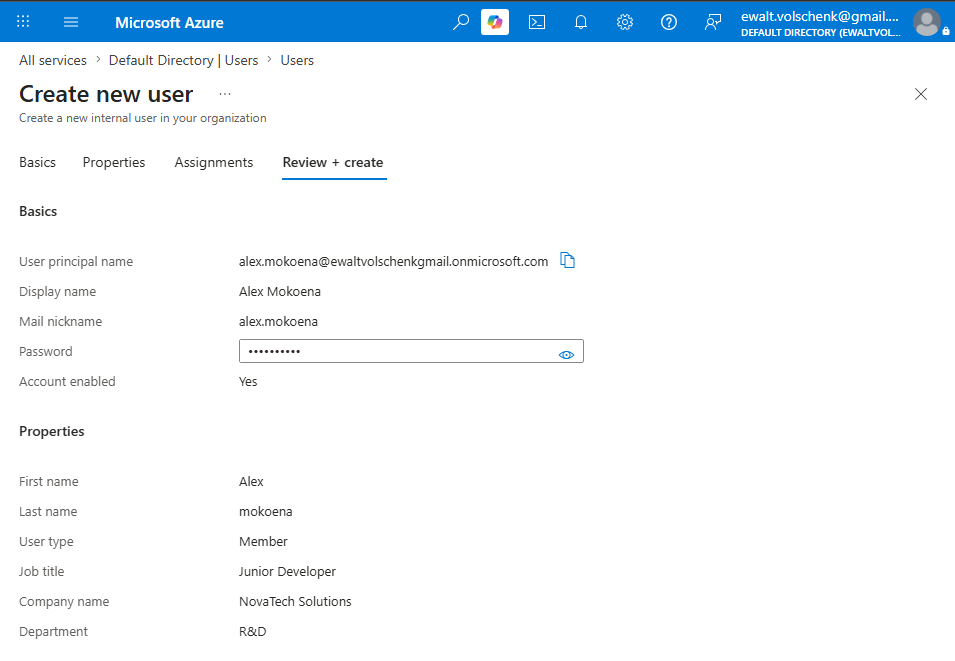 Microsoft Azure
ewalt.volschenk@gmail....
DEFAULT DIRECTORY (EWALTVOL...
All services > Default Directory | Users > Users
Create new user ...
Create a new internal user in your organization
Basics Properties Assignments Review + create
Basics
User principal name alex.mokoena@ewaltvolschenkgmail.onmicrosoft.com
Display name Alex Mokoena
Mail nickname alex.mokoena
Password ••••••••••
Account enabled Yes
Properties
First name Alex
Last name mokoena
User type Member
Job title Junior Developer
Company name NovaTech Solutions
Department R&D